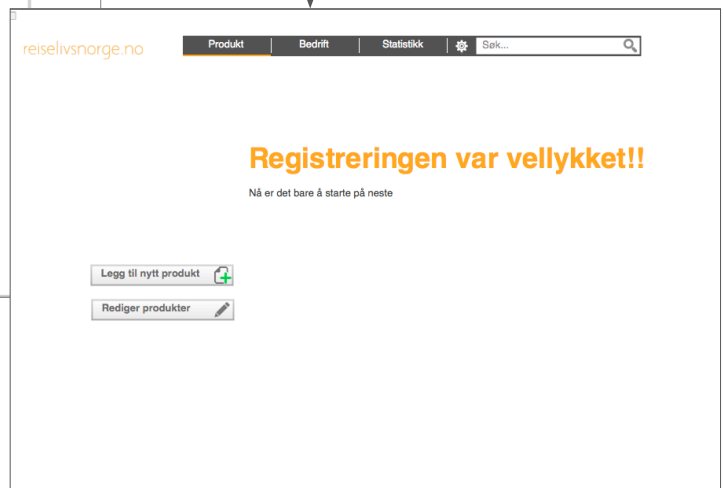 reiselivsnorge.no
Produkt Bedrift Statistikk Søk...
Registreringen var vellykket!!
Nå er det bare å starte på neste
Legg til nytt produkt
Rediger produkter